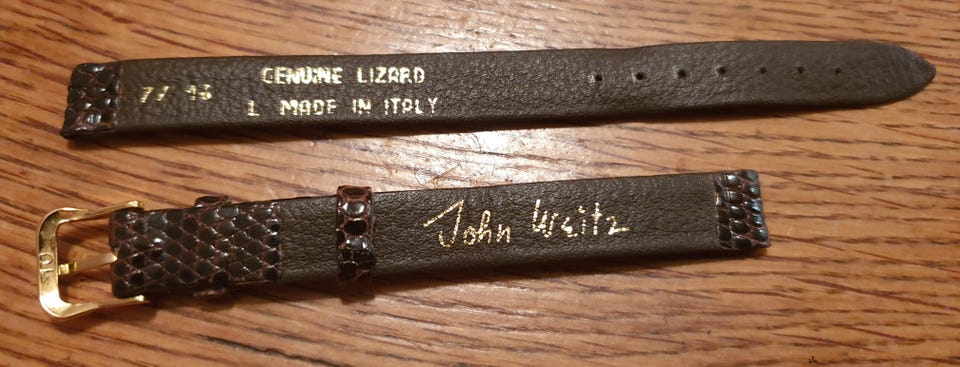 GENUINE LIZARD
1 MADE IN ITALY
John Weitz